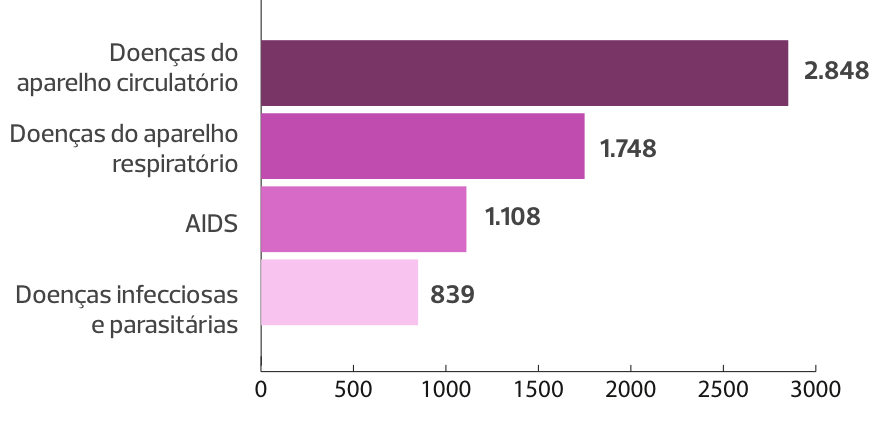 Doenças do
aparelho circulatório
2.848
Doenças do aparelho
respiratório
1.748
AIDS
1.108
Doenças infecciosas
e parasitárias
839
0 500 1000 1500 2000 2500 3000